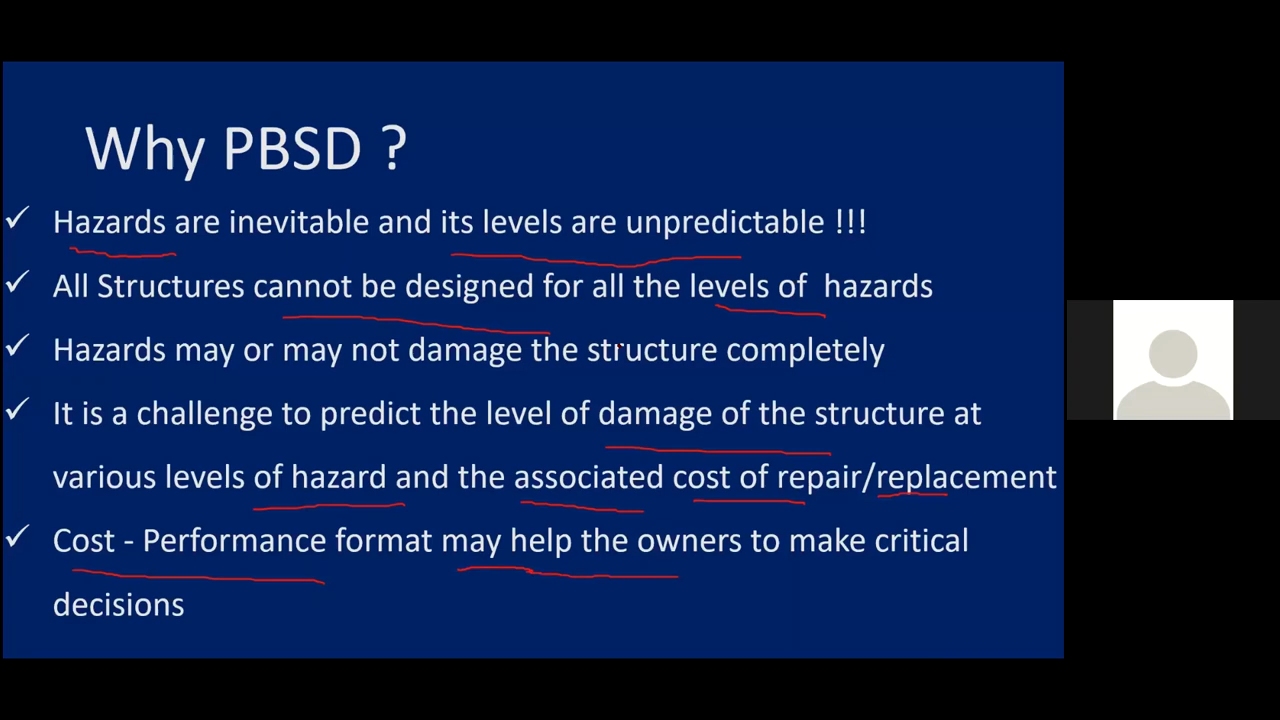 Why PBSD ?
✓ Hazards are inevitable and its levels are unpredictable !!!
✓ All Structures cannot be designed for all the levels of hazards
✓ Hazards may or may not damage the structure completely
✓ It is a challenge to predict the level of damage of the structure at
various levels of hazard and the associated cost of repair/replacement
✓ Cost - Performance format may help the owners to make critical
decisions